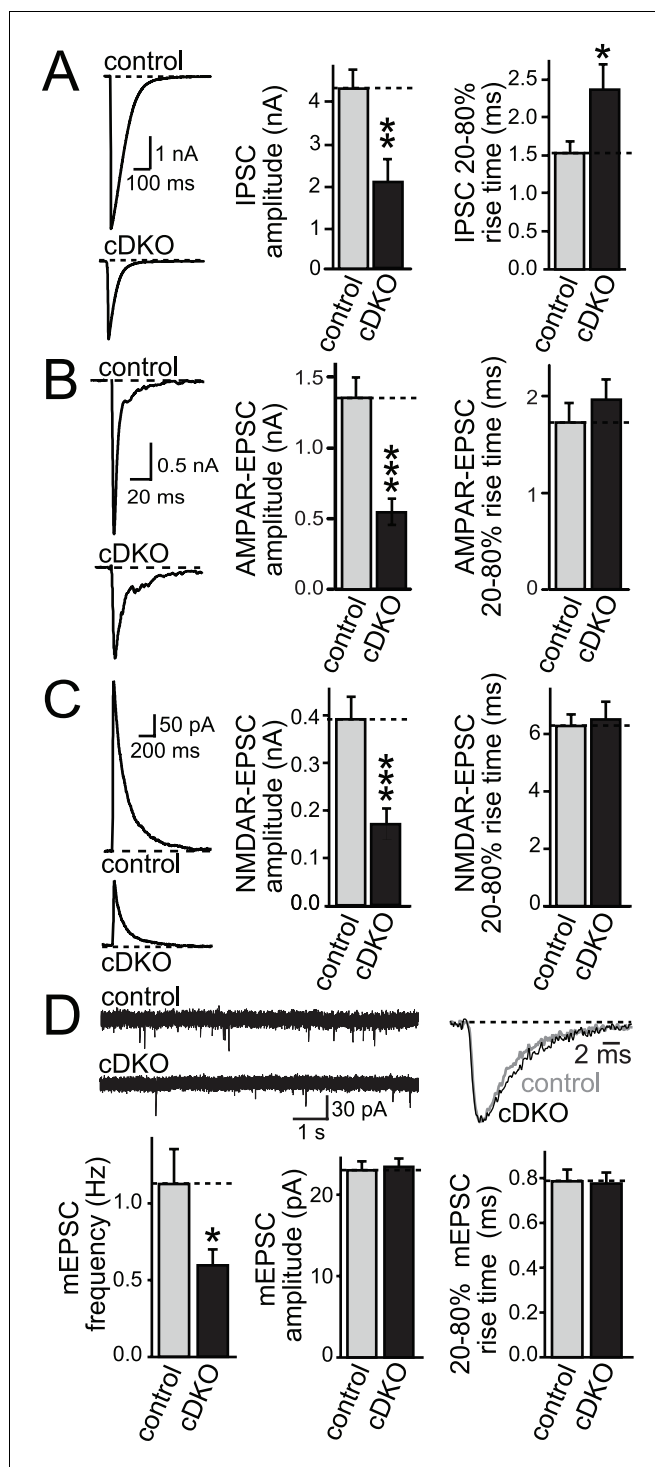 A
control
1 nA
100 ms
cDKO
IPSC
amplitude (nA)
4
3
2
1
0
**
control
cDKO
IPSC 20-80%
rise time (ms)
2.5
2.0
1.5
1.0
0.5
0.0
*
control
cDKO
B
control
0.5 nA
20 ms
cDKO
AMPAR-EPSC
amplitude (nA)
1.5
1.0
0.5
0.0
***
control
cDKO
AMPAR-EPSC
20-80% rise time (ms)
2
1
0
control
cDKO
C
50 pA
200 ms
control
cDKO
NMDAR-EPSC
amplitude (nA)
0.4
0.3
0.2
0.1
0.0
***
control
cDKO
NMDAR-EPSC
20-80% rise time (ms)
6
4
2
0
control
cDKO
D
control
cDKO
30 pA
1 s
2 ms
control
cDKO
mEPSC
frequency (Hz)
1.0
0.5
0.0
*
control
cDKO
mEPSC
amplitude (pA)
20
10
0
control
cDKO
20-80% mEPSC
rise time (ms)
0.8
0.6
0.4
0.2
0.0
control
cDKO